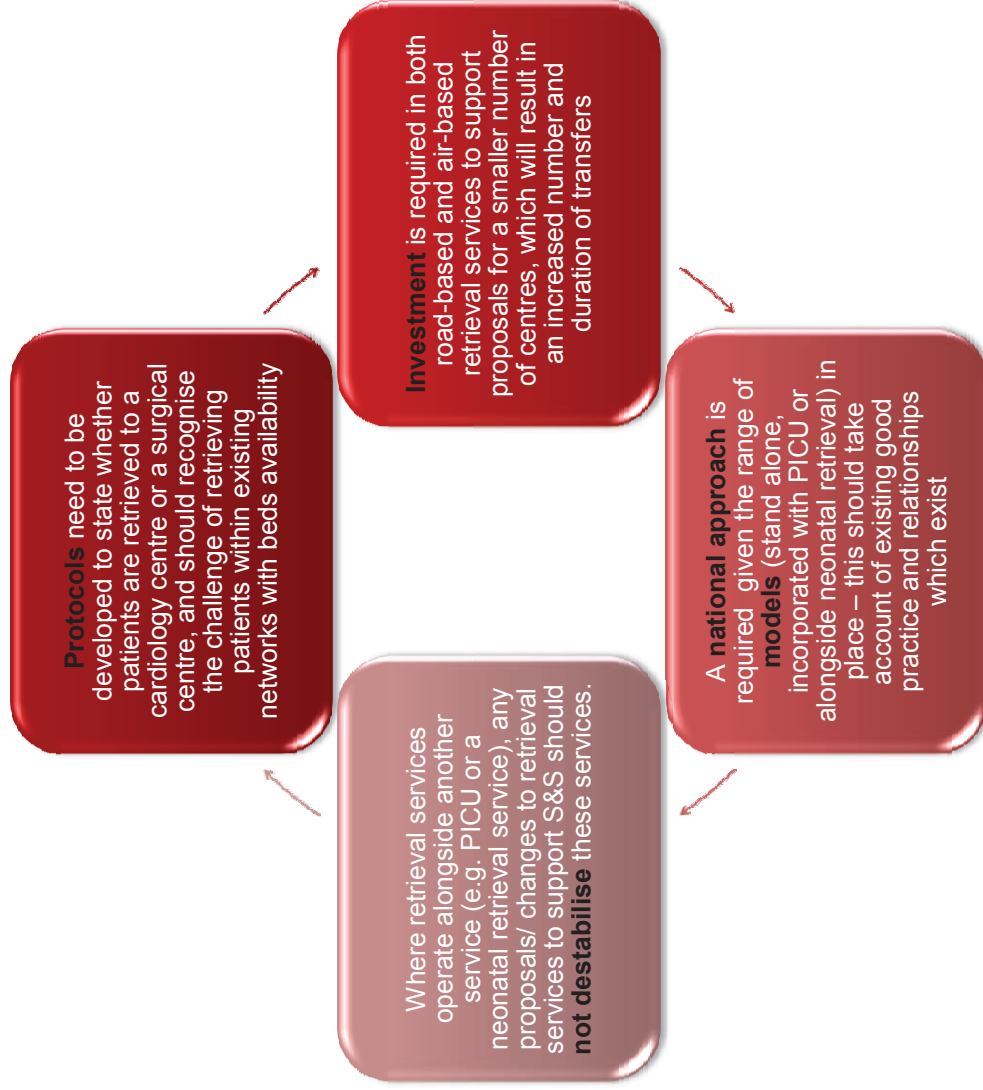 Protocols need to be
developed to state whether
patients are retrieved to a
cardiology centre or a surgical
centre, and should recognise
the challenge of retrieving
patients within existing
networks with beds availability
Investment is required in both
road-based and air-based
retrieval services to support
proposals for a smaller number
of centres, which will result in
an increased number and
duration of transfers
A national approach is
required given the range of
models (stand alone,
incorporated with PICU or
alongside neonatal retrieval) in
place – this should take
account of existing good
practice and relationships
which exist
Where retrieval services
operate alongside another
service (e.g. PICU or a
neonatal retrieval service), any
proposals/ changes to retrieval
services to support S&S should
not destabilise these services.